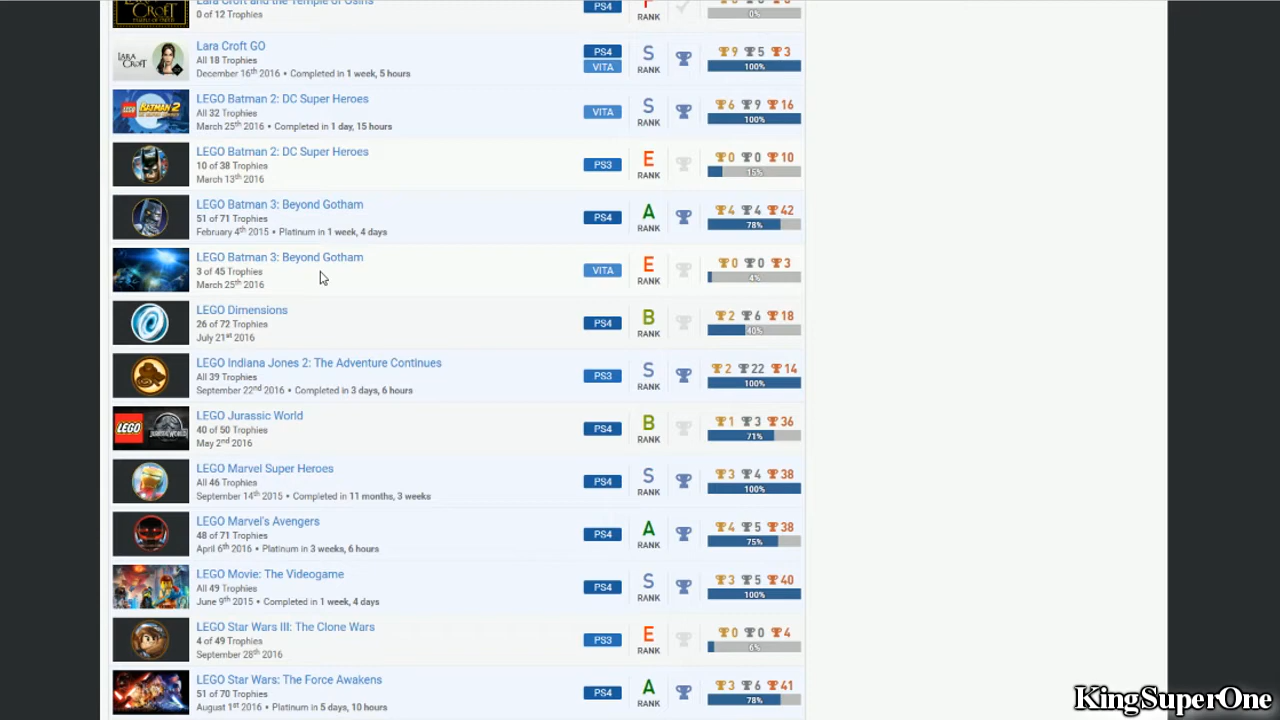 Lara Croft and the Temple of Osiris
0 of 12 Trophies
PS4
RANK
0%
LARA CROFT
Lara Croft GO
All 18 Trophies
December 16th 2016 • Completed in 1 week, 5 hours
PS4
VITA
S
RANK
9 5 3
100%
LEGO BATMAN 2
LEGO Batman 2: DC Super Heroes
All 32 Trophies
March 25th 2016 • Completed in 1 day, 15 hours
VITA
S
RANK
6 9 16
100%
LEGO Batman 2: DC Super Heroes
10 of 38 Trophies
March 13th 2016
PS3
E
RANK
0 0 10
15%
LEGO Batman 3: Beyond Gotham
51 of 71 Trophies
February 4th 2015 • Platinum in 1 week, 4 days
PS4
A
RANK
4 4 42
78%
LEGO Batman 3: Beyond Gotham
3 of 45 Trophies
March 25th 2016
VITA
E
RANK
0 0 3
4%
LEGO Dimensions
26 of 72 Trophies
July 21st 2016
PS4
B
RANK
2 6 18
40%
LEGO Indiana Jones 2: The Adventure Continues
All 39 Trophies
September 22nd 2016 • Completed in 3 days, 6 hours
PS3
S
RANK
2 22 14
100%
LEGO JURASSIC WORLD
LEGO Jurassic World
40 of 50 Trophies
May 2nd 2016
PS4
B
RANK
1 3 36
71%
LEGO Marvel Super Heroes
All 46 Trophies
September 14th 2015 • Completed in 11 months, 3 weeks
PS4
S
RANK
3 4 38
100%
LEGO Marvel's Avengers
48 of 71 Trophies
April 6th 2016 • Platinum in 3 weeks, 6 hours
PS4
A
RANK
4 5 38
75%
LEGO Movie: The Videogame
All 49 Trophies
June 9th 2015 • Completed in 1 week, 4 days
PS4
S
RANK
3 5 40
100%
LEGO Star Wars III: The Clone Wars
4 of 49 Trophies
September 28th 2016
PS3
E
RANK
0 0 4
6%
LEGO Star Wars: The Force Awakens
51 of 70 Trophies
August 1st 2016 • Platinum in 5 days, 10 hours
PS4
A
RANK
3 6 41
78%
KingSuperOne